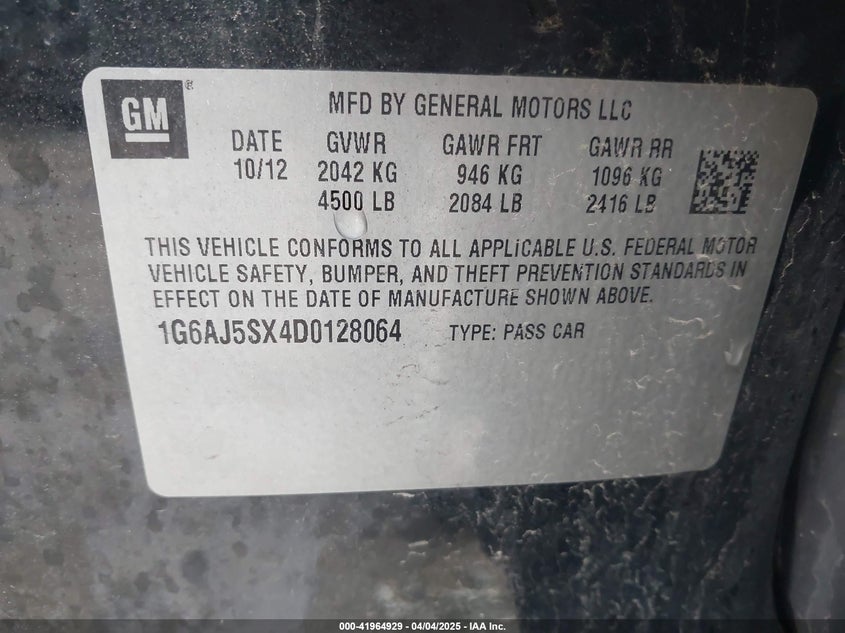 GM®
MFD BY GENERAL MOTORS LLC
DATE GVWR GAWR FRT GAWR RR
10/12 2042 KG 946 KG 1096 KG
4500 LB 2084 LB 2416 LB
THIS VEHICLE CONFORMS TO ALL APPLICABLE U.S. FEDERAL MOTOR
VEHICLE SAFETY, BUMPER, AND THEFT PREVENTION STANDARDS IN
EFFECT ON THE DATE OF MANUFACTURE SHOWN ABOVE.
1G6AJ5SX4D0128064 TYPE: PASS CAR
000-41964929 - 04/04/2025 - IAA Inc.